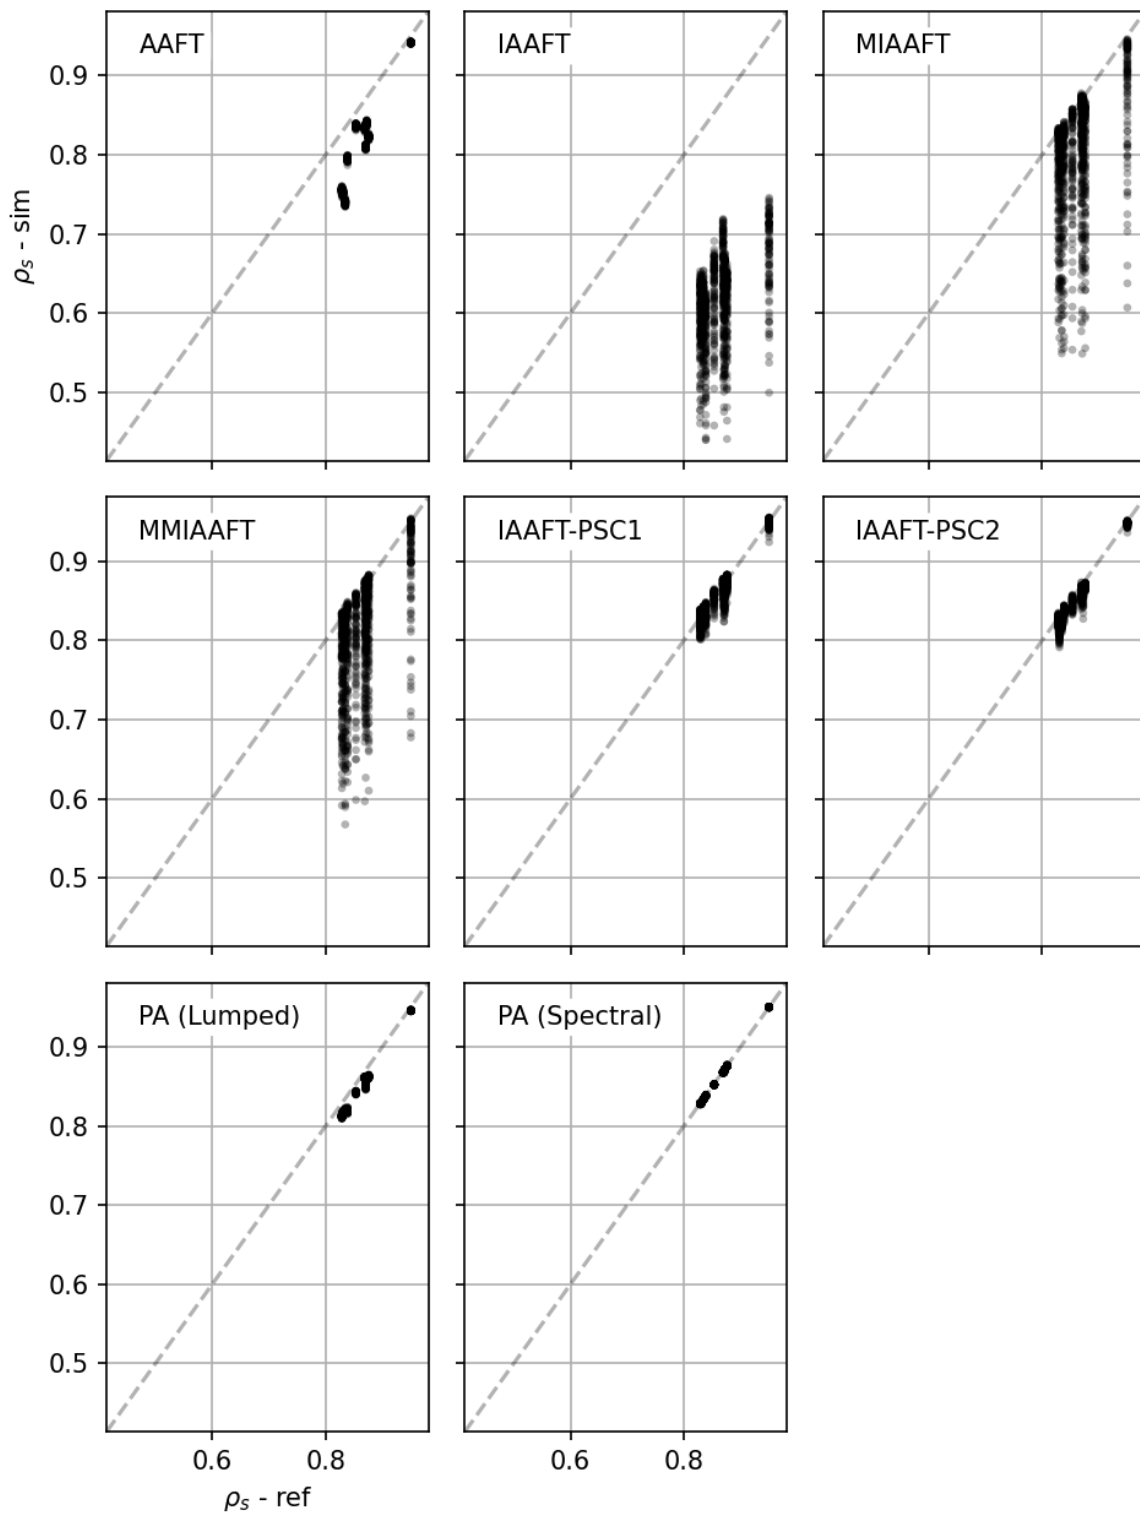 AAFT
IAAFT
MIAAFT
0.9
0.8
0.7
0.6
0.5
ρs - sim
MMIAAFT
IAAFT-PSC1
IAAFT-PSC2
0.9
0.8
0.7
0.6
0.5
PA (Lumped)
PA (Spectral)
0.9
0.8
0.7
0.6
0.5
0.6 0.8
0.6 0.8
ρs - ref